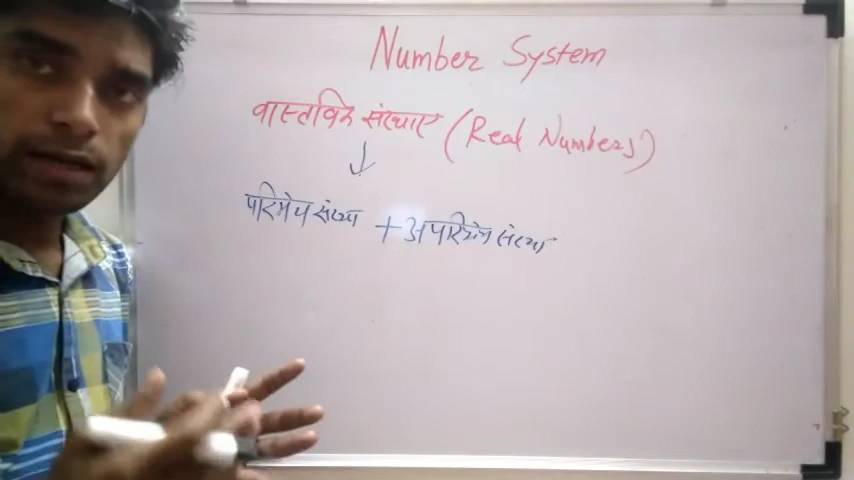 Number System
वास्तविक संख्याए (Real Numbers)
परिमेय संख्या + अपरिमेय संख्या